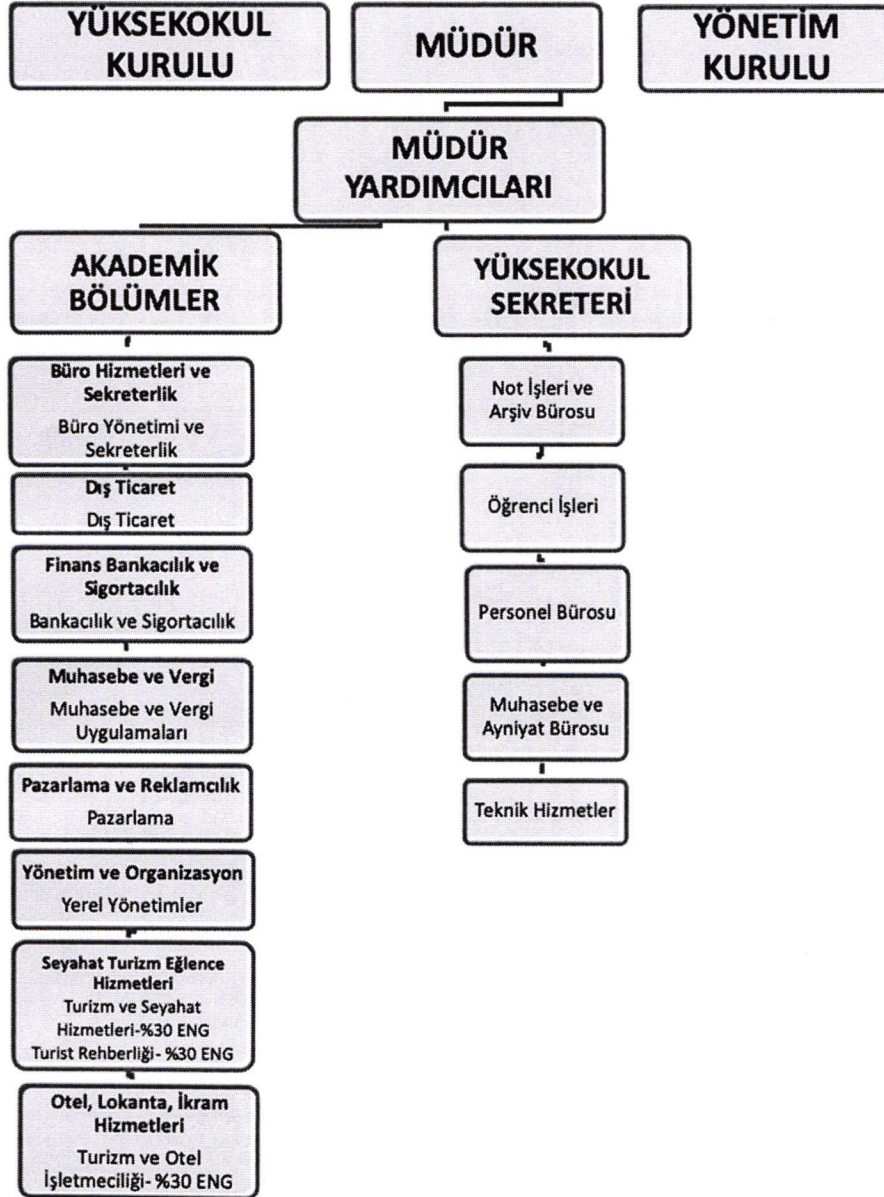 YÜKSEKOKUL
KURULU
MÜDÜR
YÖNETİM
KURULU
MÜDÜR
YARDIMCILARI
AKADEMİK
BÖLÜMLER
Büro Hizmetleri ve
Sekreterlik
Büro Yönetimi ve
Sekreterlik
Dış Ticaret
Dış Ticaret
Finans Bankacılık ve
Sigortacılık
Bankacılık ve Sigortacılık
Muhasebe ve Vergi
Muhasebe ve Vergi
Uygulamaları
Pazarlama ve Reklamcılık
Pazarlama
Yönetim ve Organizasyon
Yerel Yönetimler
Seyahat Turizm Eğlence
Hizmetleri
Turizm ve Seyahat
Hizmetleri-%30 ENG
Turist Rehberliği- %30 ENG
Otel, Lokanta, İkram
Hizmetleri
Turizm ve Otel
İşletmeciliği- %30 ENG
YÜKSEKOKUL
SEKRETERİ
Not İşleri ve
Arşiv Bürosu
Öğrenci İşleri
Personel Bürosu
Muhasebe ve
Ayniyat Bürosu
Teknik Hizmetler